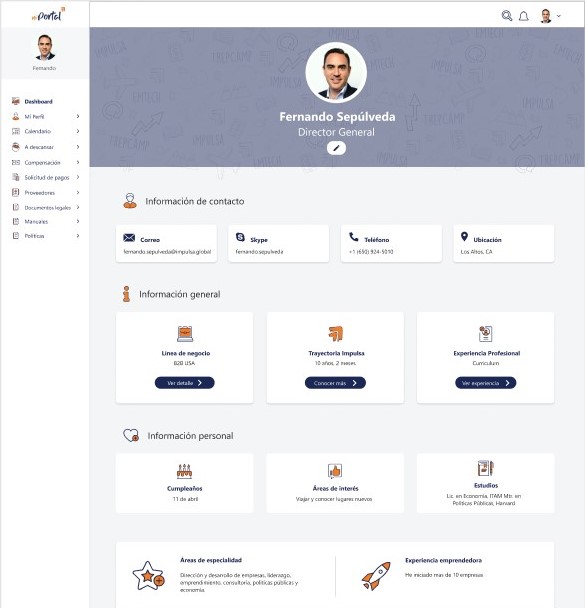 mi Portal
Fernando
Dashboard
Mi Perfil
Calendario
A descansar
Compensación
Solicitud de pagos
Proveedores
Documentos legales
Manuales
Políticas
Fernando Sepúlveda
Director General
Información de contacto
Correo
fernando.sepulveda@impulsa.global
Skype
fernando.sepulveda
Teléfono
+1 (650) 924-5010
Ubicación
Los Altos, CA
Información general
Línea de negocio
B2B USA
Ver detalle
Trayectoria Impulsa
10 años, 2 meses
Conocer más
Experiencia Profesional
Curriculum
Ver experiencia
Información personal
Cumpleaños
11 de abril
Áreas de interés
Viajar y conocer lugares nuevos
Estudios
Lic. en Economía, ITAM Mtr. en
Políticas Públicas, Harvard
Áreas de especialidad
Dirección y desarrollo de empresas, liderazgo,
emprendimiento, consultoría, políticas públicas y
economía.
Experiencia emprendedora
He iniciado mas de 10 empresas